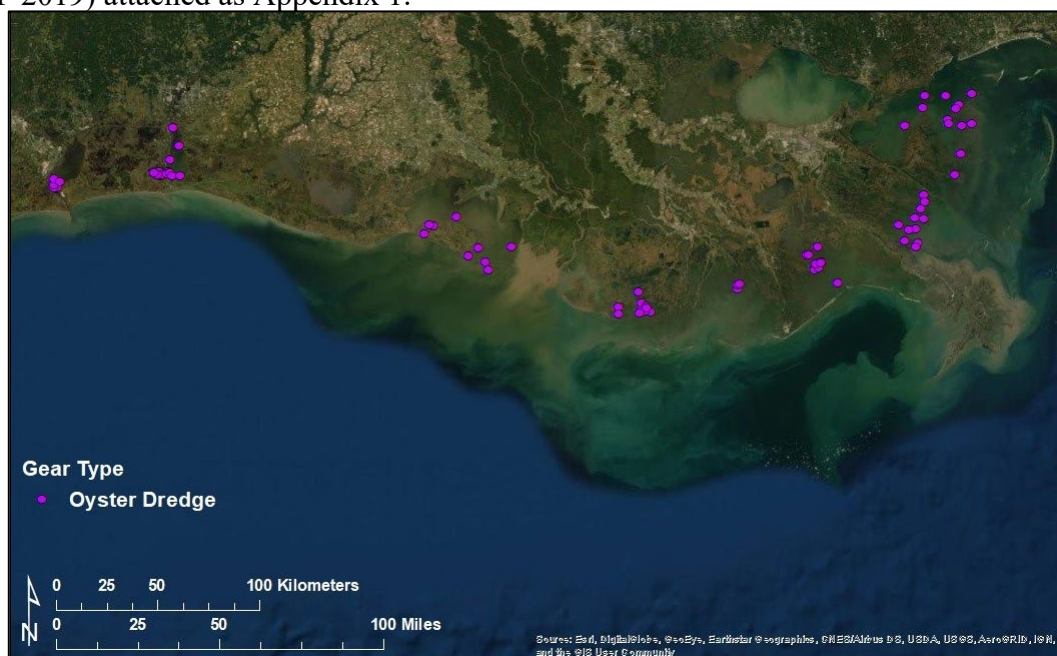 2019) attached as Appendix 1.
Gear Type
Oyster Dredge
0 25 50 100 Kilometers
0 25 50 100 Miles
N
Source: Esri, DigitalGlobe, GeoEye, Earthstar Geographics, CNES/Airbus DS, USDA, USGS, AeroGRID, IGN,
and the GIS User Community